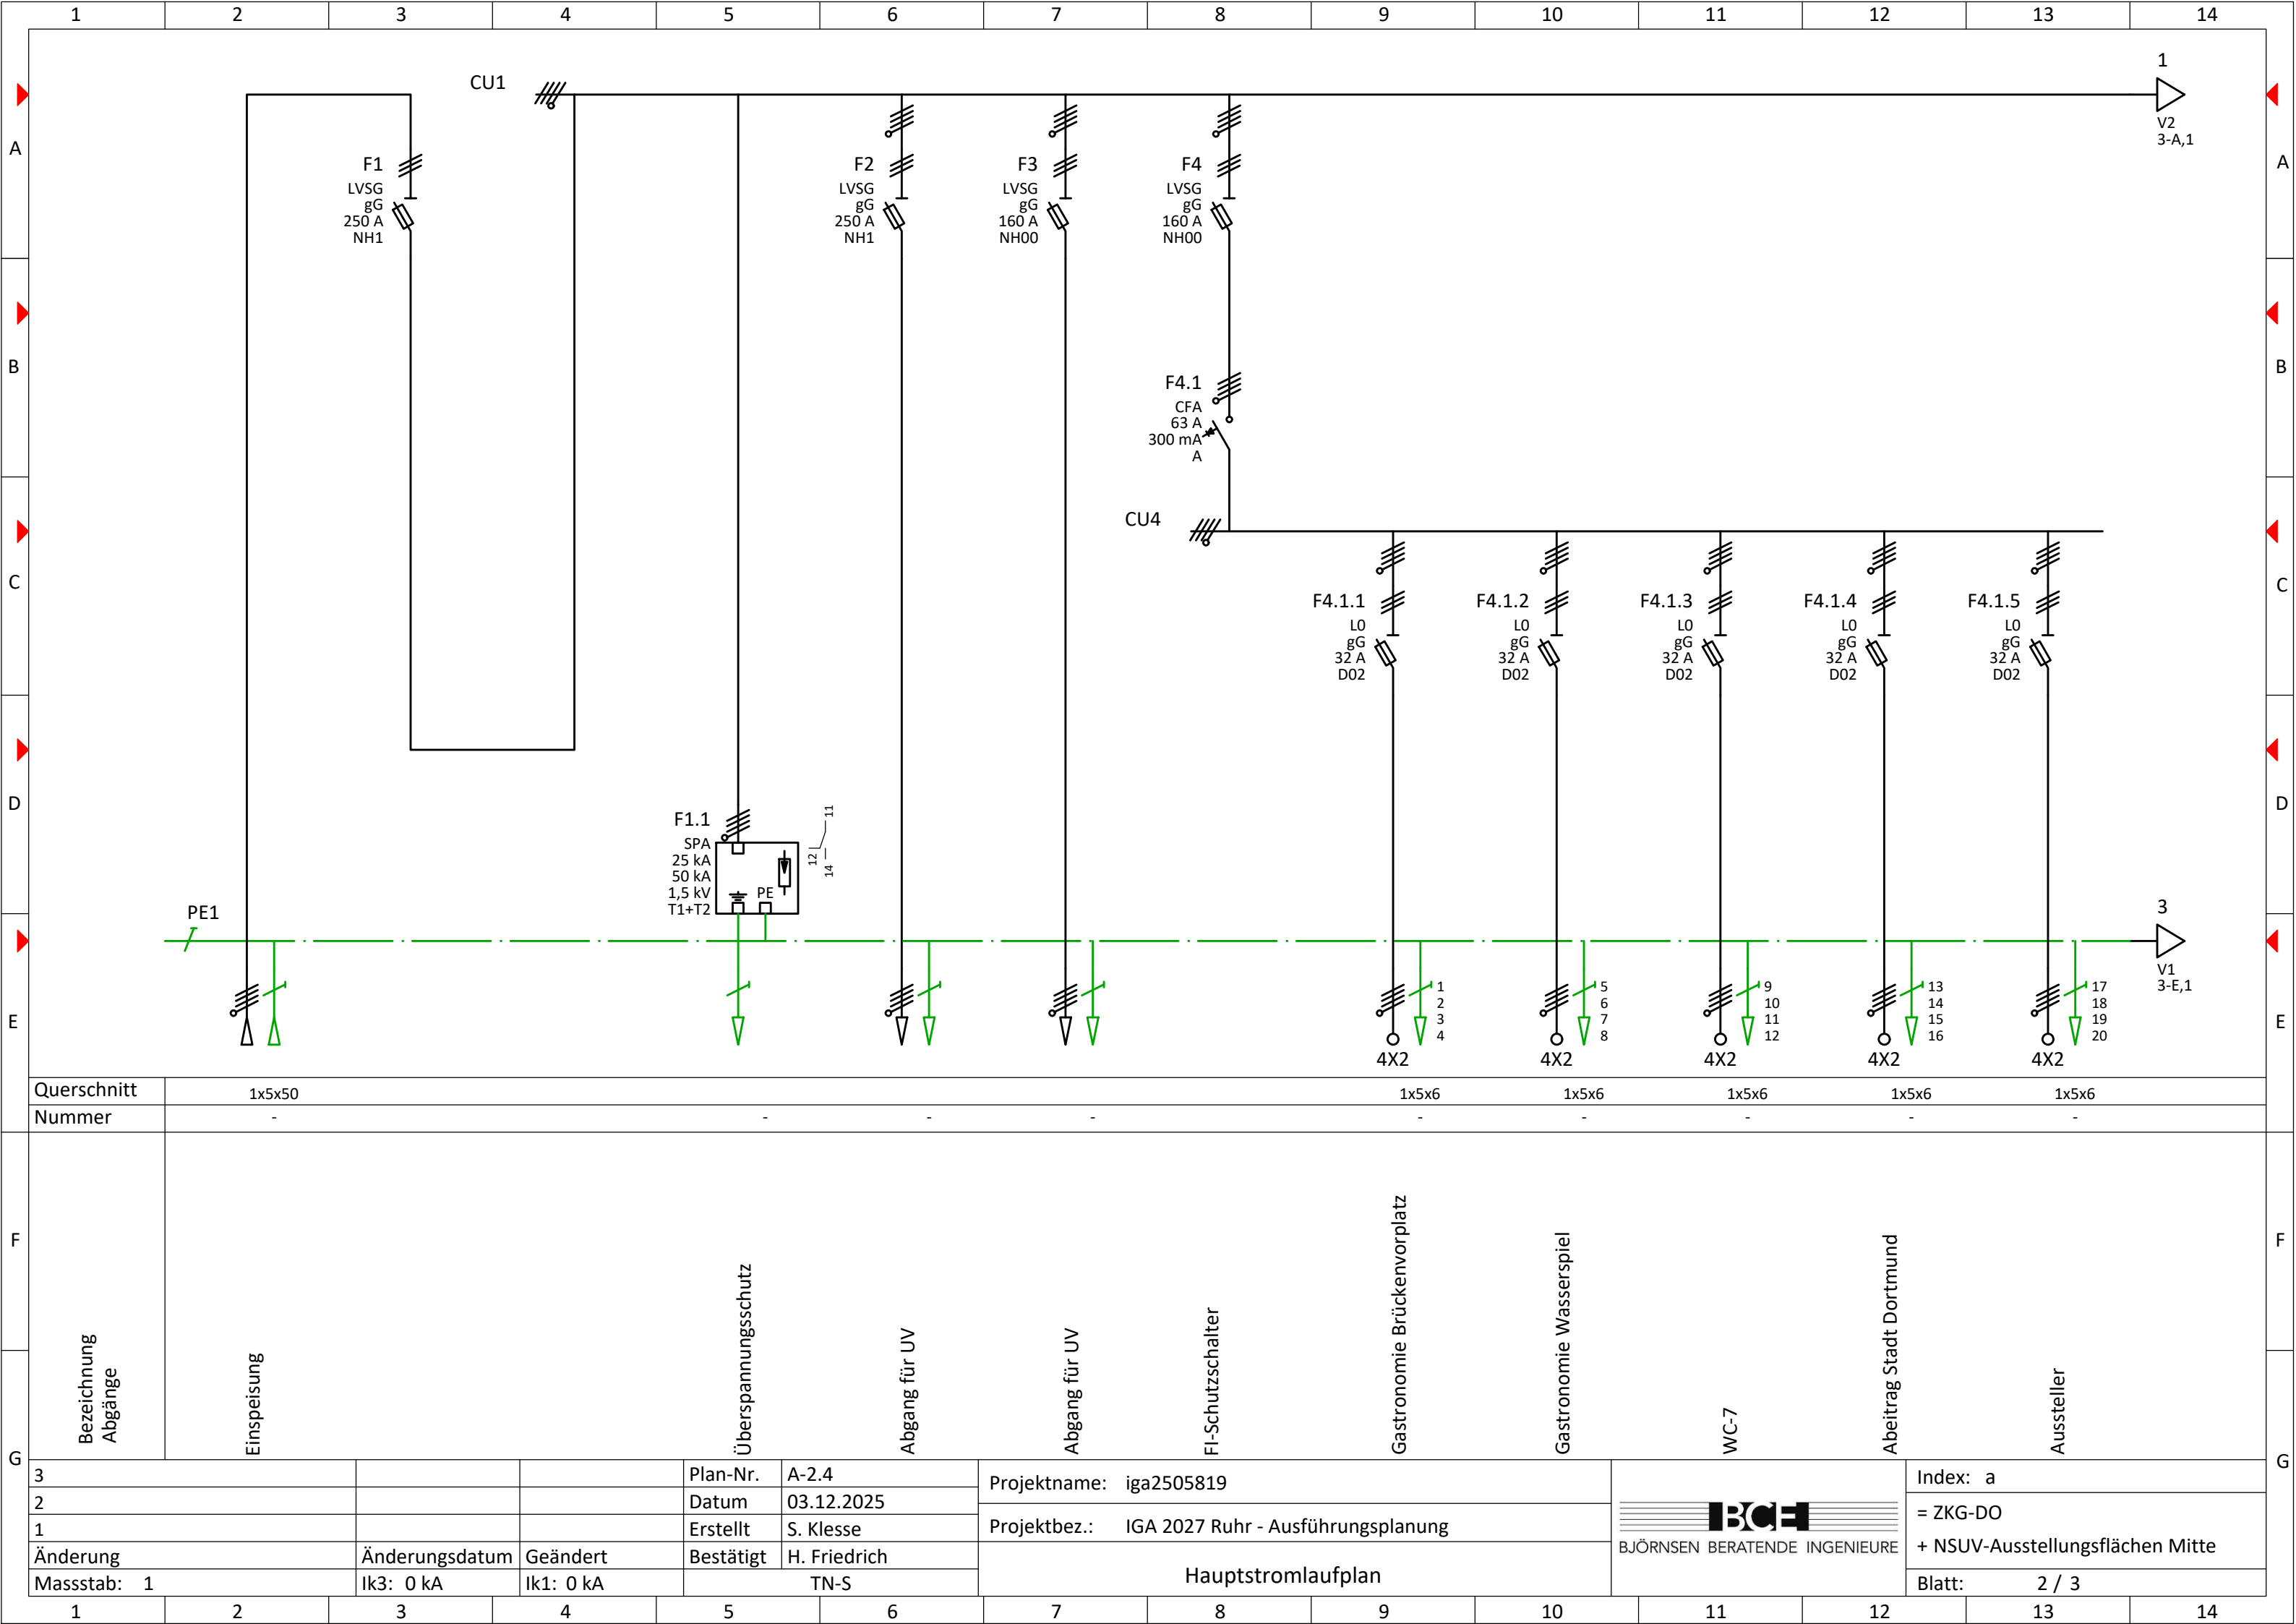 1 2 3 4 5 6 7 8 9 10 11 12 13 14
CU1
1
V2
3-A,1
A A
F1
LVSG
gG
250 A
NH1
F2
LVSG
gG
250 A
NH1
F3
LVSG
gG
160 A
NH00
F4
LVSG
gG
160 A
NH00
B B
F4.1
CFA
63 A
300 mA
A
CU4
C C
F4.1.1
L0
gG
32 A
D02
F4.1.2
L0
gG
32 A
D02
F4.1.3
L0
gG
32 A
D02
F4.1.4
L0
gG
32 A
D02
F4.1.5
L0
gG
32 A
D02
D D
F1.1
SPA
25 kA
50 kA
1,5 kV
T1+T2
PE
11
12
14
PE1
3
V1
3-E,1
E E
1
2
3
4
4X2
5
6
7
8
4X2
9
10
11
12
4X2
13
14
15
16
4X2
17
18
19
20
4X2
Querschnitt 1x5x50 1x5x6 1x5x6 1x5x6 1x5x6 1x5x6
Nummer - - - - - - - - -
F F
Bezeichnung
Abgänge
Einspeisung
Überspannungsschutz
Abgang für UV
Abgang für UV
FI-Schutzschalter
Gastronomie Brückenvorplatz
Gastronomie Wasserspiel
WC-7
Abeitrag Stadt Dortmund
Aussteller
G G
3
2
1
Änderung Änderungsdatum Geändert
Massstab: 1 Ik3: 0 kA Ik1: 0 kA
Plan-Nr. A-2.4
Datum 03.12.2025
Erstellt S. Klesse
Bestätigt H. Friedrich
TN-S
Projektname: iga2505819
Projektbez.: IGA 2027 Ruhr - Ausführungsplanung
Hauptstromlaufplan
BCE
BJÖRNSEN BERATENDE INGENIEURE
Index: a
= ZKG-DO
+ NSUV-Ausstellungsflächen Mitte
Blatt: 2 / 3
1 2 3 4 5 6 7 8 9 10 11 12 13 14